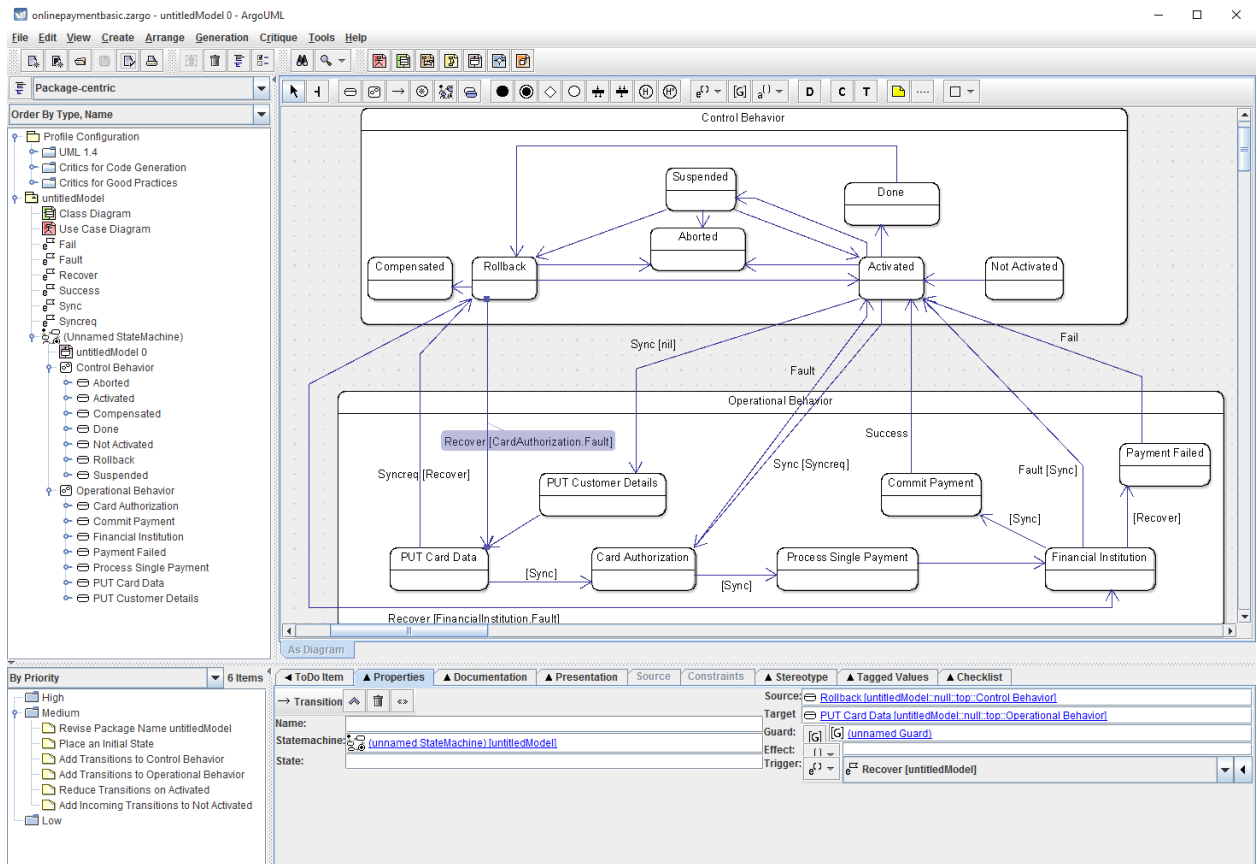 onlinepaymentbasic.zargo - untitledModel 0 - ArgoUML
File Edit View Create Arrange Generation Critique Tools Help
Package-centric
Order By Type, Name
Profile Configuration
UML 1.4
Critics for Code Generation
Critics for Good Practices
untitledModel
Class Diagram
Use Case Diagram
Fail
Fault
Recover
Success
Sync
Syncreq
(Unnamed StateMachine)
untitledModel 0
Control Behavior
Aborted
Activated
Compensated
Done
Not Activated
Rollback
Suspended
Operational Behavior
Card Authorization
Commit Payment
Financial Institution
Payment Failed
Process Single Payment
PUT Card Data
PUT Customer Details
[G] D C T
Control Behavior
Suspended
Done
Aborted
Compensated
Rollback
Activated
Not Activated
Sync [nil]
Fail
Fault
Operational Behavior
Recover [CardAuthorization.Fault]
Success
Payment Failed
Sync [Syncreq]
Fault [Sync]
Syncreq [Recover]
PUT Customer Details
Commit Payment
[Sync]
[Recover]
PUT Card Data
Card Authorization
Process Single Payment
Financial Institution
[Sync]
[Sync]
Recover [FinancialInstitution.Fault]
As Diagram
By Priority
6 Items
High
Medium
Revise Package Name untitledModel
Place an Initial State
Add Transitions to Control Behavior
Add Transitions to Operational Behavior
Reduce Transitions on Activated
Add Incoming Transitions to Not Activated
Low
ToDo Item Properties Documentation Presentation Source Constraints Stereotype Tagged Values Checklist
Transition
Name:
Statemachine: (unnamed StateMachine) [untitledModel]
State:
Source: Rollback [untitledModel::null::top::Control Behavior]
Target PUT Card Data [untitledModel::null::top::Operational Behavior]
Guard: [G] [G] (unnamed Guard)
Effect:
Trigger: Recover [untitledModel]